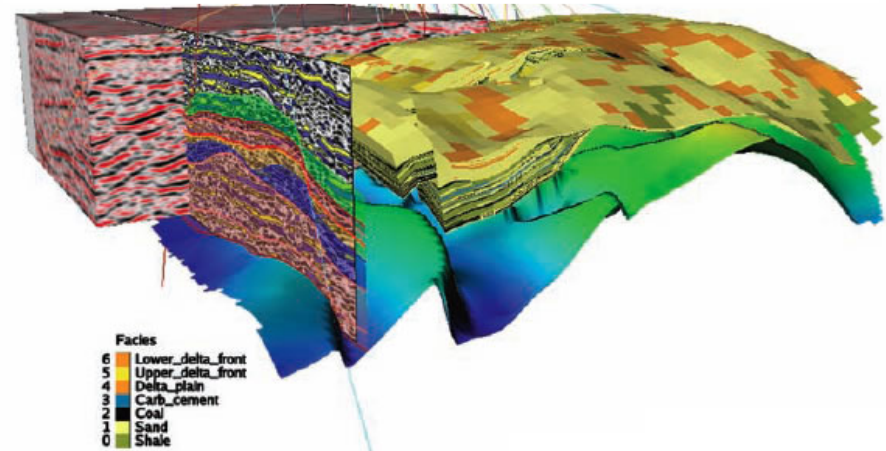 Facies
6 Lower_delta_front
5 Upper_delta_front
4 Delta_plain
3 Carb_cement
2 Coal
1 Sand
0 Shale